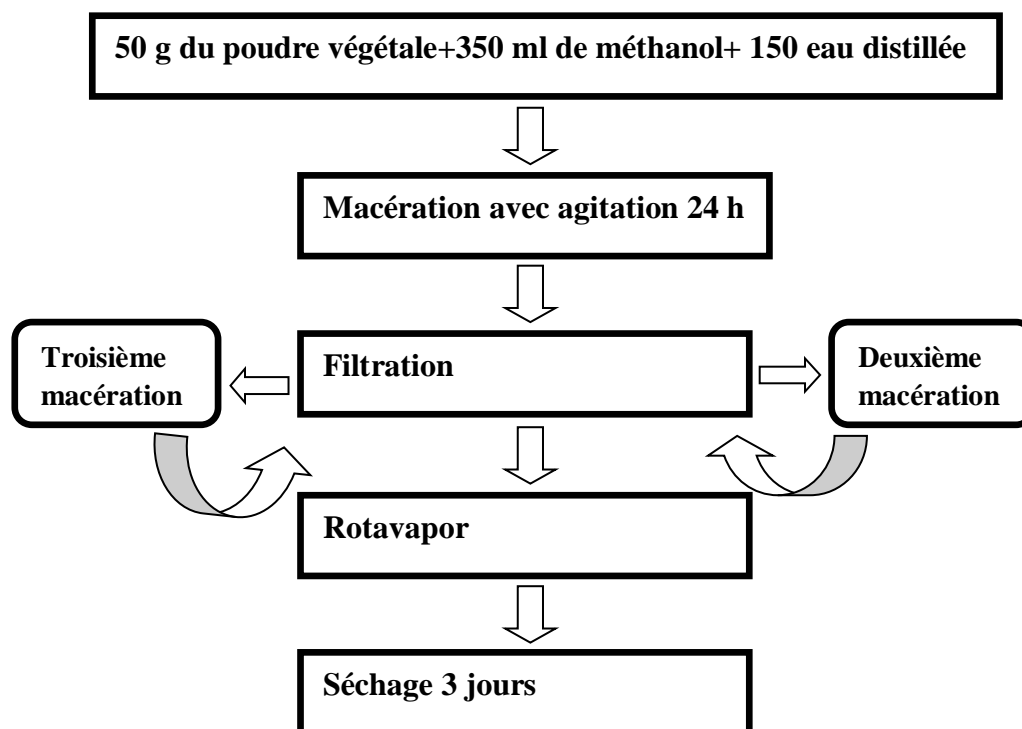 50 g du poudre végétale+350 ml de méthanol+ 150 eau distillée
Macération avec agitation 24 h
Troisième
macération
Filtration
Deuxième
macération
Rotavapor
Séchage 3 jours